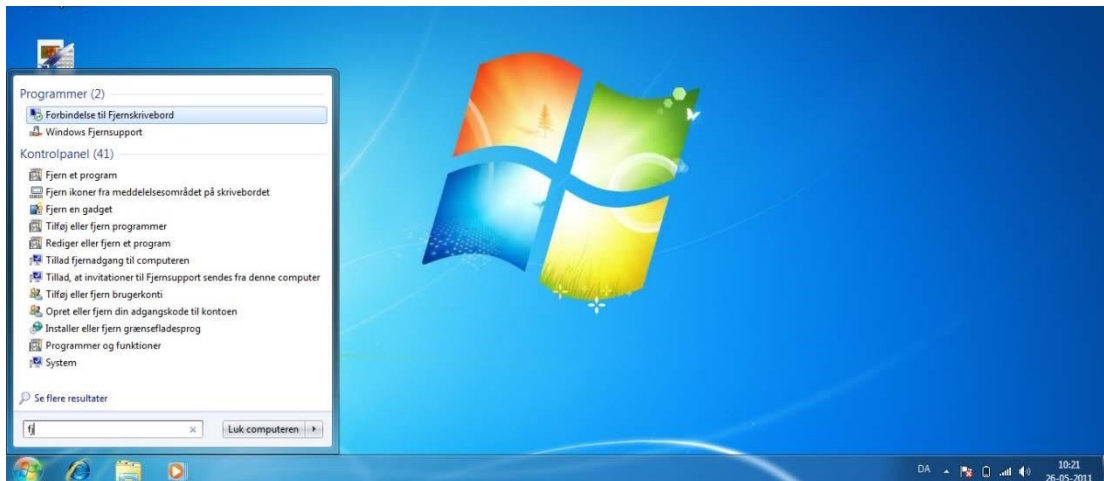 Programmer (2)
Forbindelse til Fjernskrivebord
Windows Fjernsupport
Kontrolpanel (41)
Fjern et program
Fjern ikoner fra meddelelsesområdet på skrivebordet
Fjern en gadget
Tilføj eller fjern programmer
Rediger eller fjern et program
Tillad fjernadgang til computeren
Tillad, at invitationer til Fjernsupport sendes fra denne computer
Tilføj eller fjern brugerkonti
Opret eller fjern din adgangskode til kontoen
Installer eller fjern grænsefladesprog
Programmer og funktioner
System
Se flere resultater
fj
Luk computeren
DA
10:21
26-05-2011